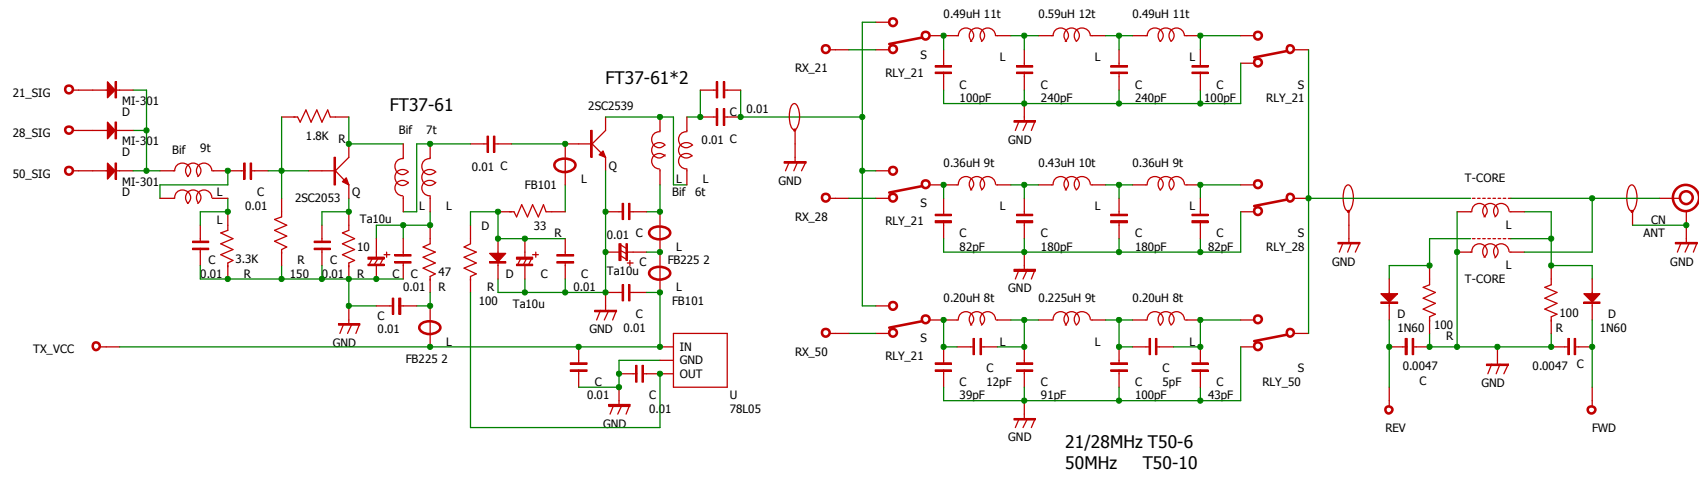 21_SIG
28_SIG
50_SIG
MI-301
D
MI-301
D
MI-301
D
Bif 9t
L
L
C
0.01
C
0.01
3.3K
R
1.8K
R
2SC2053
Q
R
150
C
0.01
10
R
Ta10u
C
C
0.01
FT37-61
Bif 7t
L
L
47
R
C
0.01
GND
L
FB225 2
TX_VCC
0.01 C
FT37-61*2
2SC2539
Q
FB101
L
33
R
D
D
R
100
C
Ta10u
C
0.01
L
L
Bif 6t
0.01
C
Ta10u
C
L
FB225 2
L
FB101
C
0.01
GND
C
0.01
C
0.01
C
0.01
C
0.01
GND
IN
GND
OUT
U
78L05
GND
RX_21
RX_28
RX_50
S
RLY_21
0.49uH 11t
0.59uH 12t
0.49uH 11t
L
L
L
C
100pF
C
240pF
C
240pF
C
100pF
S
RLY_21
GND
S
RLY_21
0.36uH 9t
0.43uH 10t
0.36uH 9t
L
L
L
C
82pF
C
180pF
C
180pF
C
82pF
S
RLY_28
GND
S
RLY_21
0.20uH 8t
0.225uH 9t
0.20uH 8t
L
L
L
C
12pF
C
5pF
C
39pF
C
91pF
C
100pF
C
43pF
S
RLY_50
GND
21/28MHz T50-6
50MHz T50-10
GND
T-CORE
L
L
T-CORE
D
1N60
100
R
100
R
D
1N60
0.0047
C
GND
0.0047
C
REV
FWD
GND
CN
ANT
GND